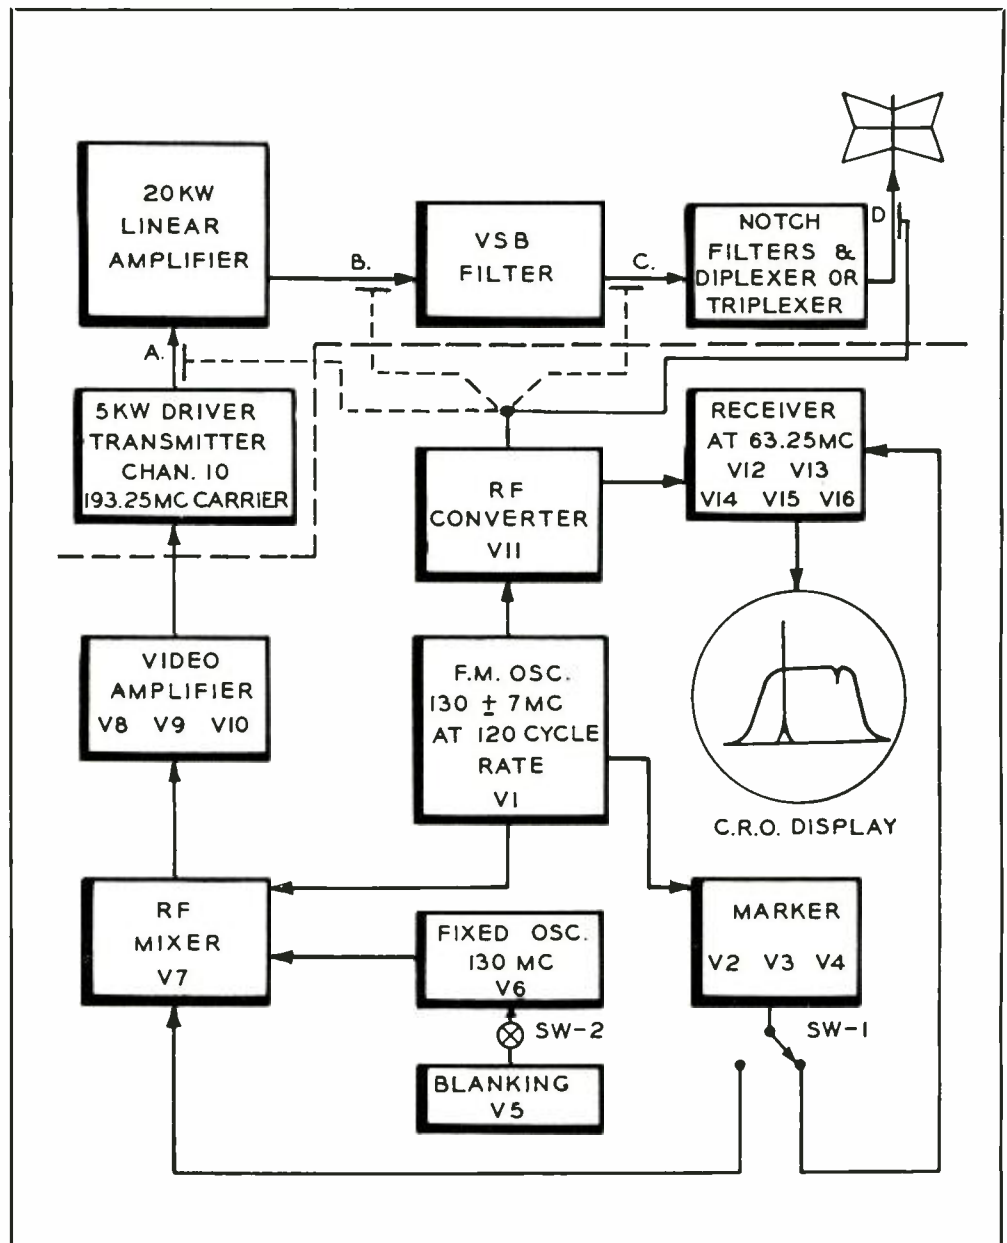 20KW
LINEAR
AMPLIFIER
B.
VSB
FILTER
C.
NOTCH
FILTERS &
DIPLEXER OR
TRIPLEXER
D
A.
5KW DRIVER
TRANSMITTER
CHAN. 10
193.25MC CARRIER
RF
CONVERTER
V11
RECEIVER
AT 63.25MC
V12 V13
V14 V15 V16
VIDEO
AMPLIFIER
V8 V9 V10
F.M. OSC.
130 ± 7MC
AT 120 CYCLE
RATE
V1
C.R.O. DISPLAY
RF
MIXER
V7
FIXED OSC.
130 MC
V6
SW-2
BLANKING
V5
MARKER
V2 V3 V4
SW-1